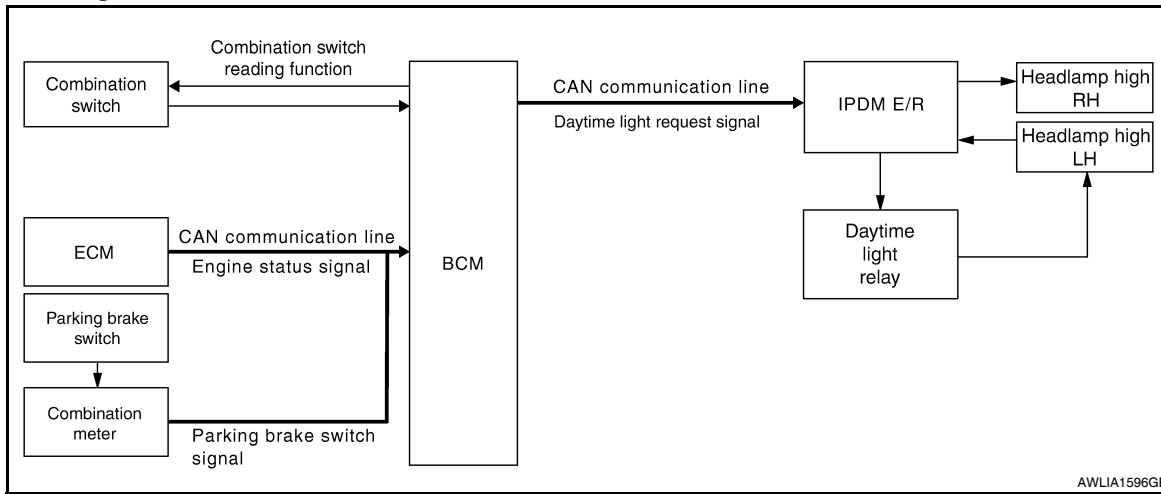 Combination switch
reading function
Combination
switch
BCM
CAN communication line
Daytime light request signal
IPDM E/R
Headlamp high
RH
Headlamp high
LH
Daytime
light
relay
ECM
CAN communication line
Engine status signal
Parking brake
switch
Combination
meter
Parking brake switch
signal